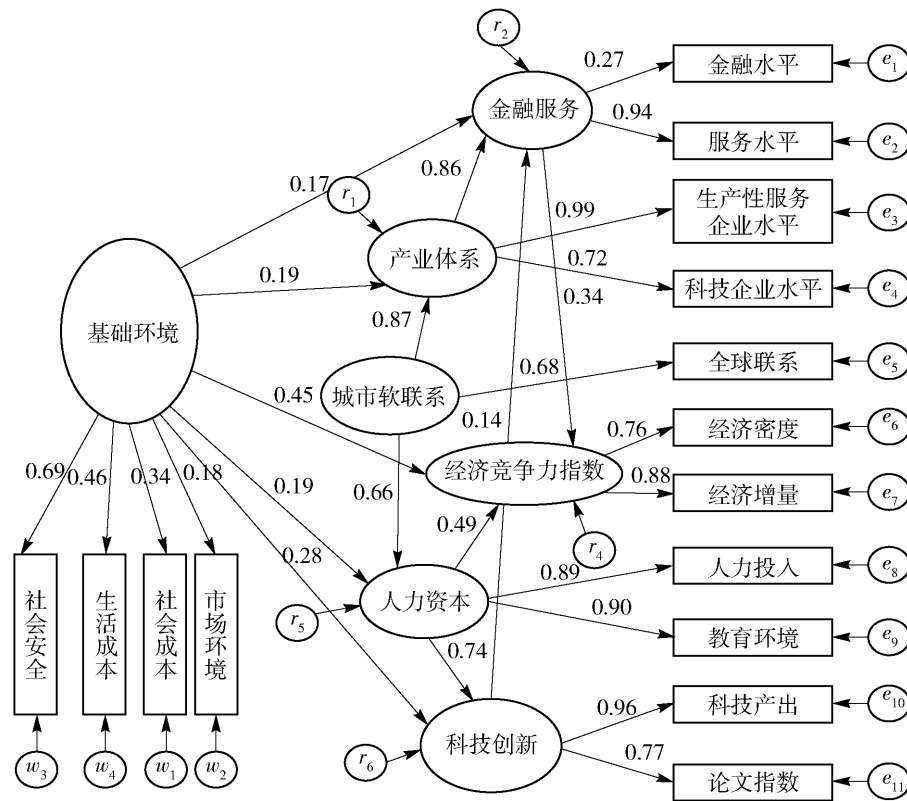 r2
0.27
金融水平
e1
金融服务
0.94
服务水平
e2
0.17
r1
0.86
0.99
生产性服务
企业水平
e3
产业体系
0.19
0.72
科技企业水平
e4
0.87
0.34
基础环境
城市软联系
0.68
全球联系
e5
0.45
0.14
0.76
经济密度
e6
经济竞争力指数
0.88
经济增量
e7
0.69
0.46
0.34
0.18
0.19
0.66
0.49
r4
0.28
0.89
人力投入
e8
人力资本
r5
0.90
教育环境
e9
社会安全
生活成本
社会成本
市场环境
0.74
0.96
科技产出
e10
科技创新
r6
0.77
论文指数
e11
w3
w4
w1
w2